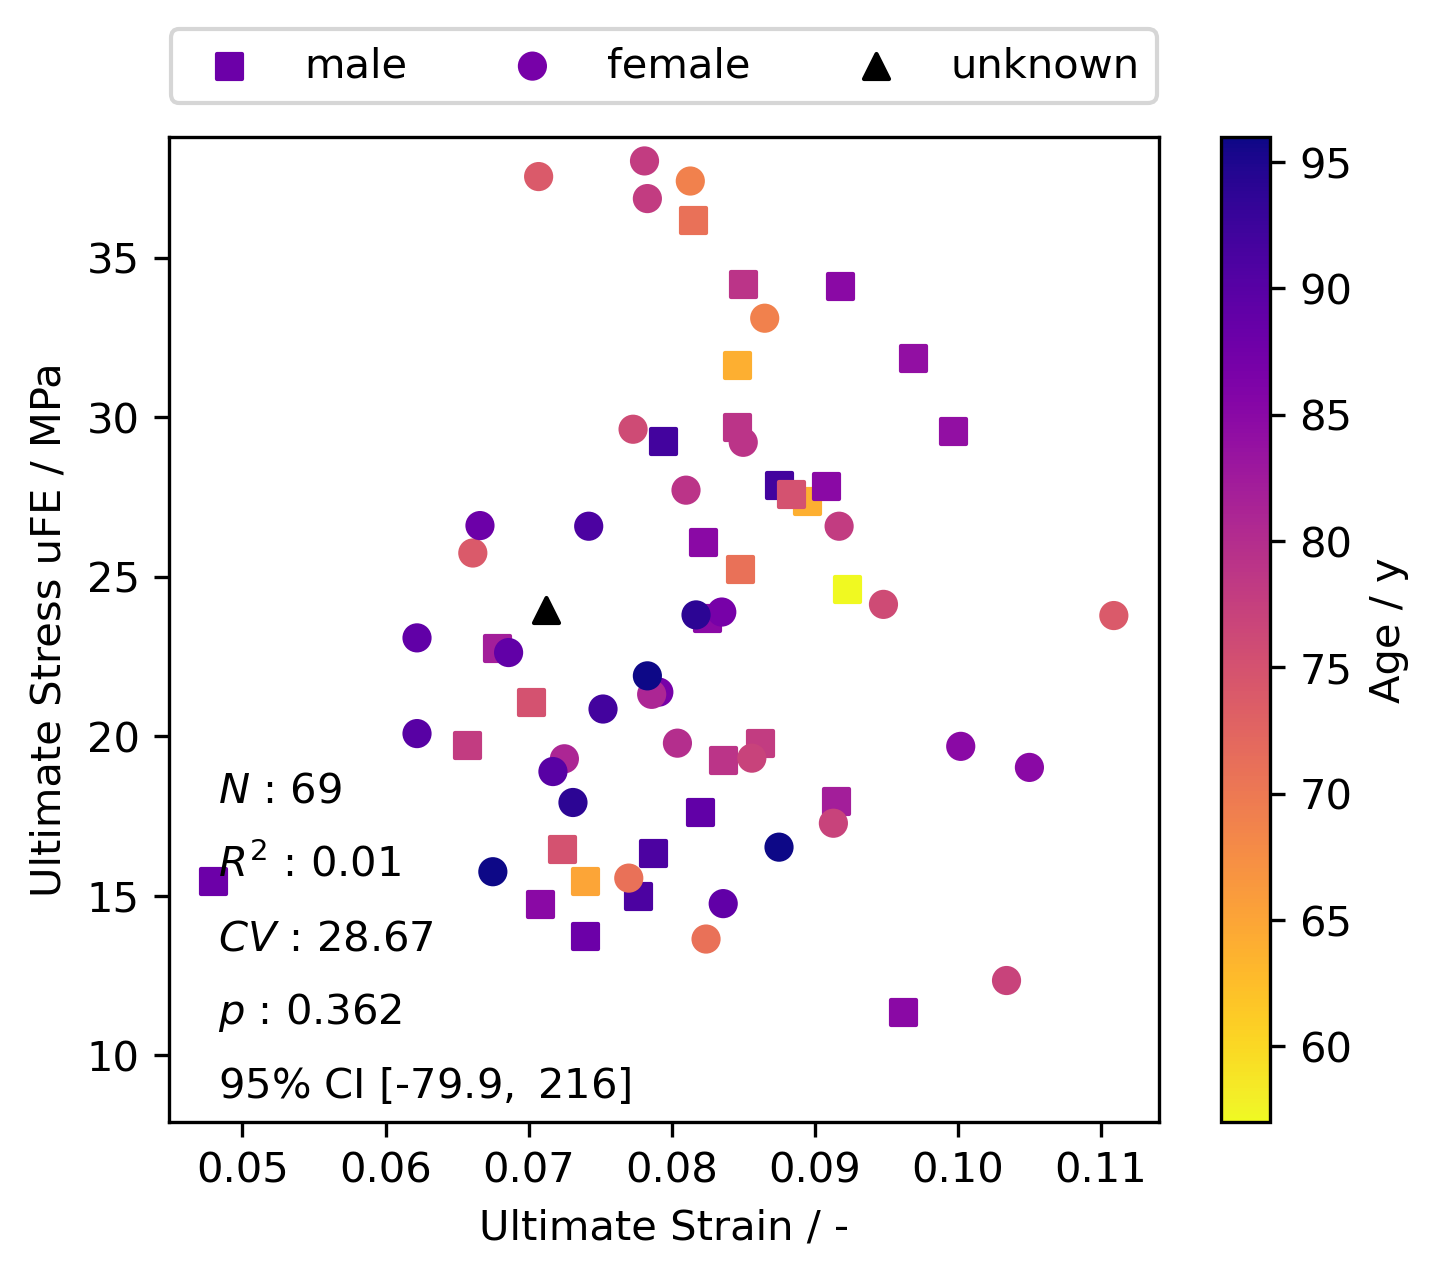 male female unknown
95
90
85
80
75
70
65
60
Age / y
35
30
25
20
15
10
Ultimate Stress uFE / MPa
N : 69
R² : 0.01
CV : 28.67
p : 0.362
95% CI [-79.9, 216]
0.05 0.06 0.07 0.08 0.09 0.10 0.11
Ultimate Strain / -